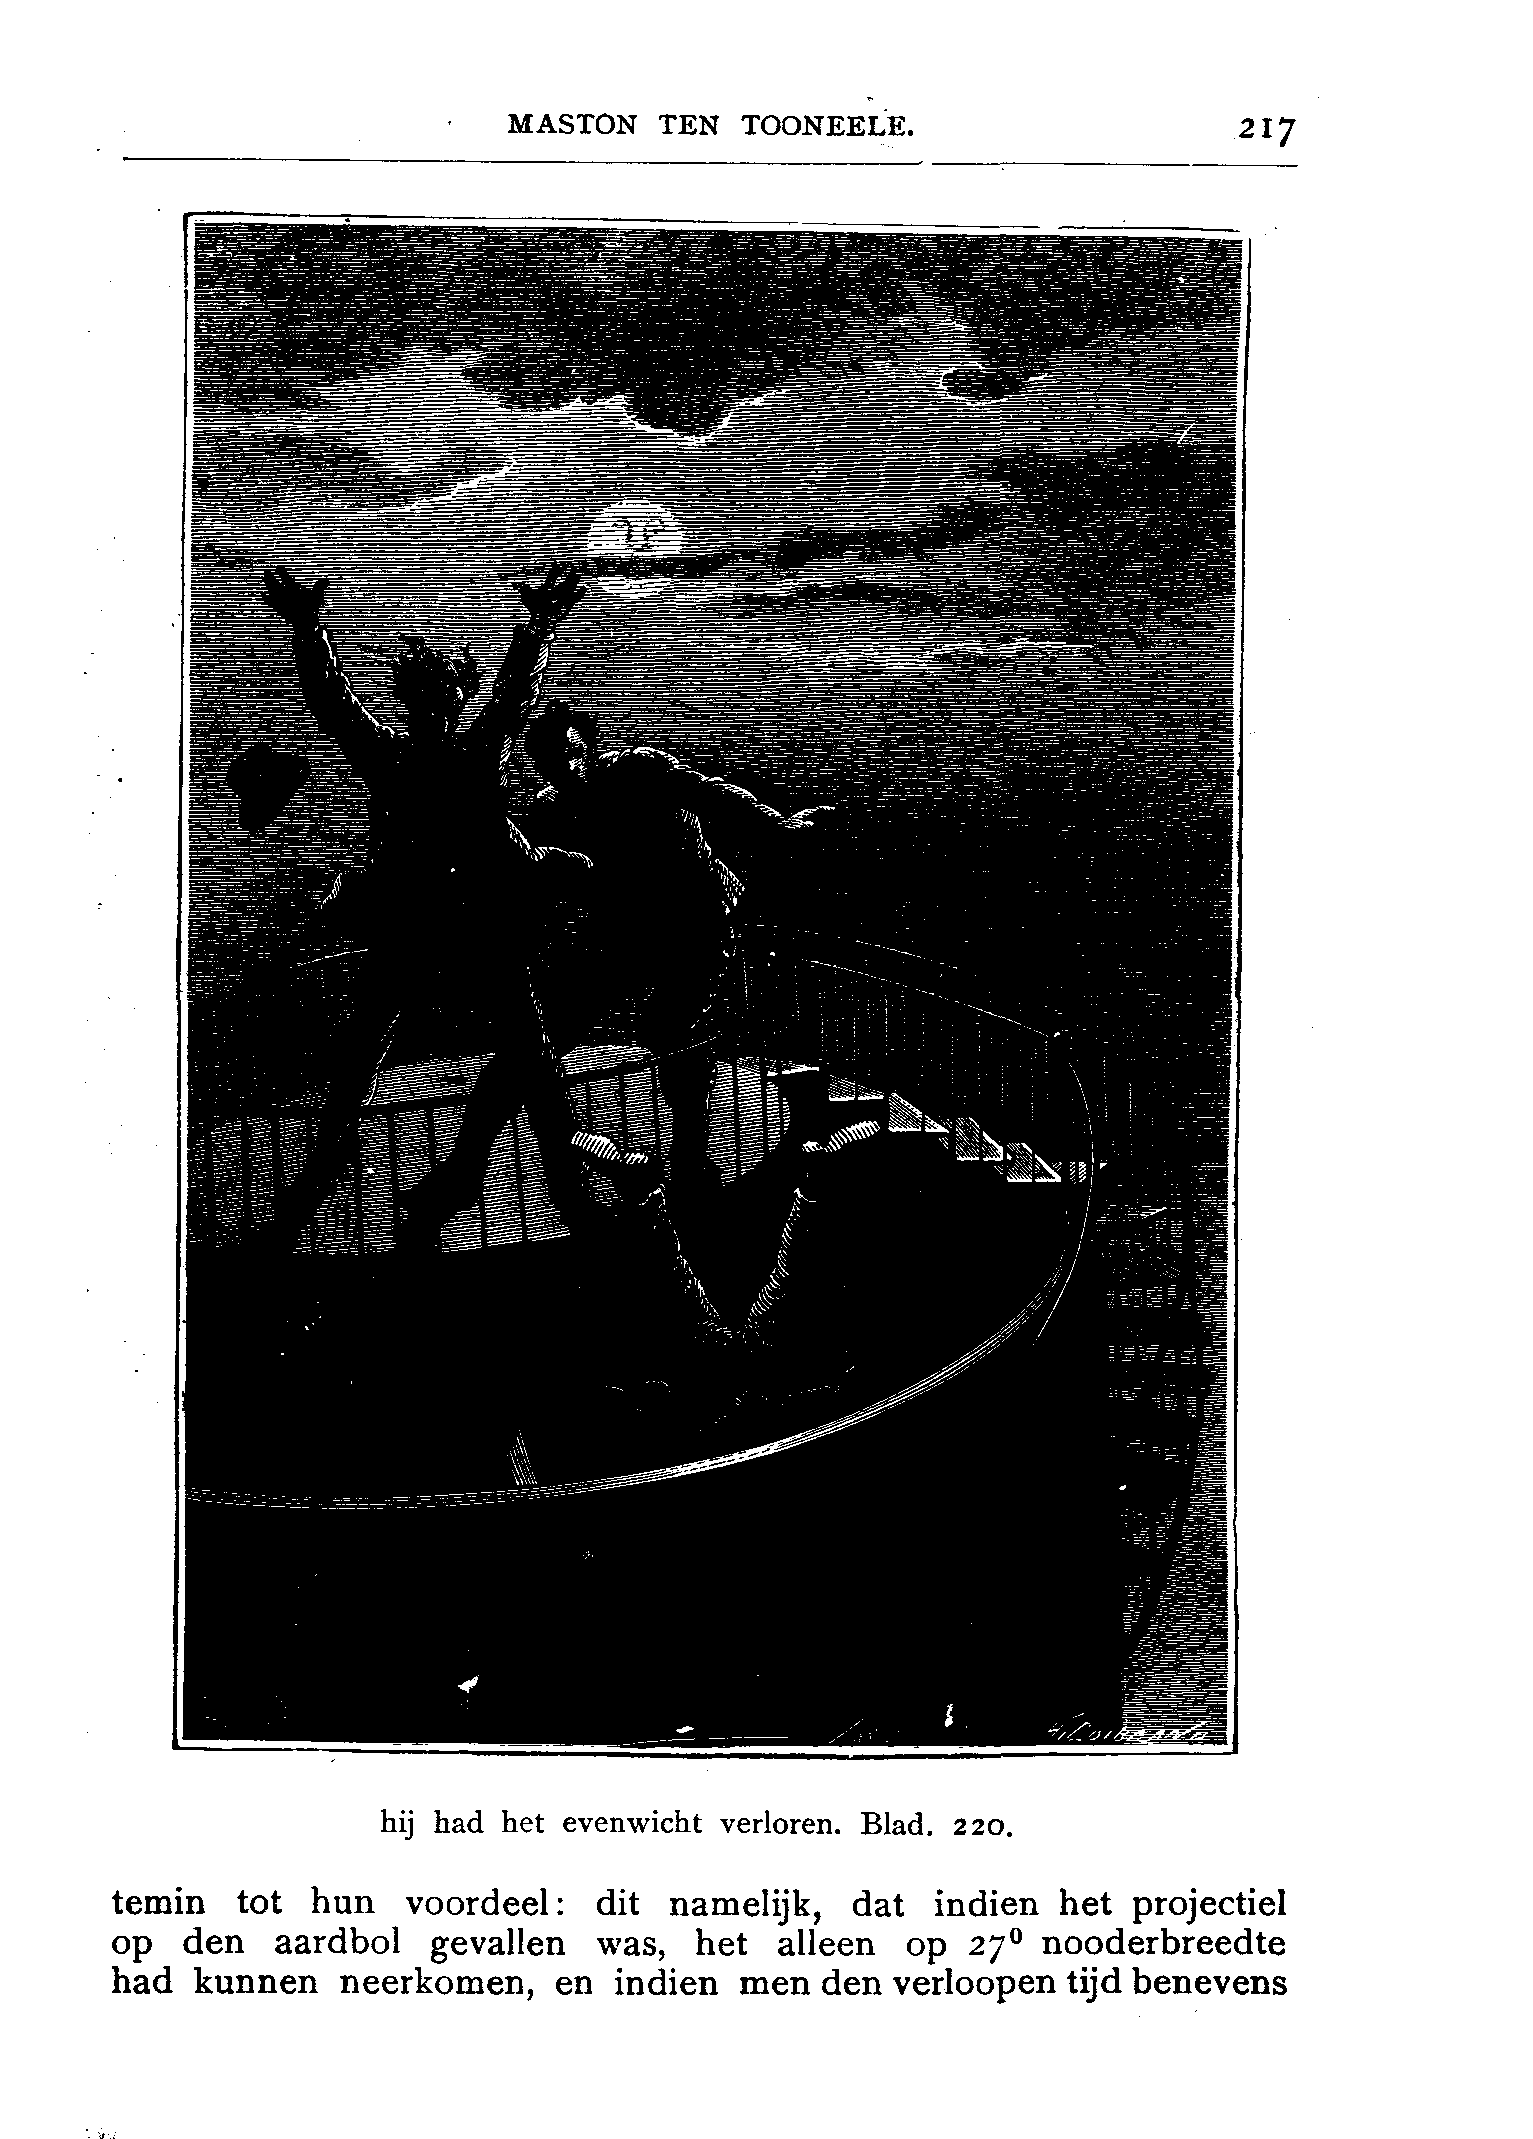 MASTON TEN TOONEELE. 217
hij had het evenwicht verloren. Blad. 220.
temin tot hun voordeel: dit namelijk, dat indien het projectiel
op den aardbol gevallen was, het alleen op 27⁰ nooderbreedte
had kunnen neerkomen, en indien men den verloopen tijd benevens